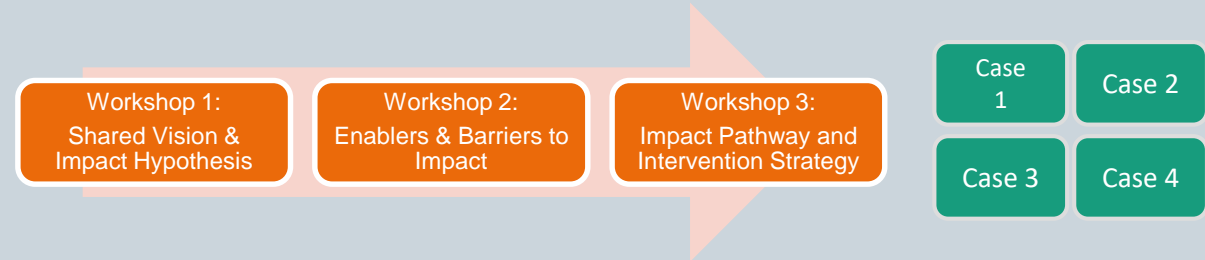 Workshop 1:
Shared Vision &
Impact Hypothesis
Workshop 2:
Enablers & Barriers to
Impact
Workshop 3:
Impact Pathway and
Intervention Strategy
Case
1
Case 2
Case 3
Case 4